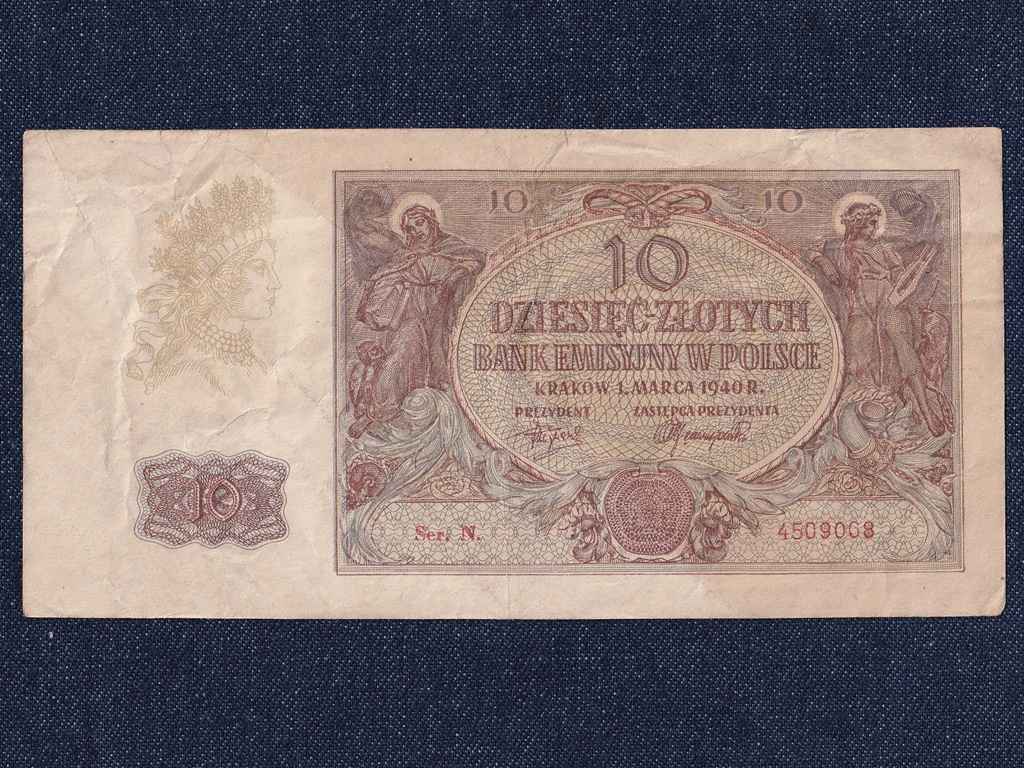 10 10
10
DZIESIĘĆ ZŁOTYCH
BANK EMISYJNY W POLSCE
KRAKÓW 1. MARCA 1940 R.
PREZYDENT ZASTĘPCA PREZYDENTA
10
Ser. N. 4509068